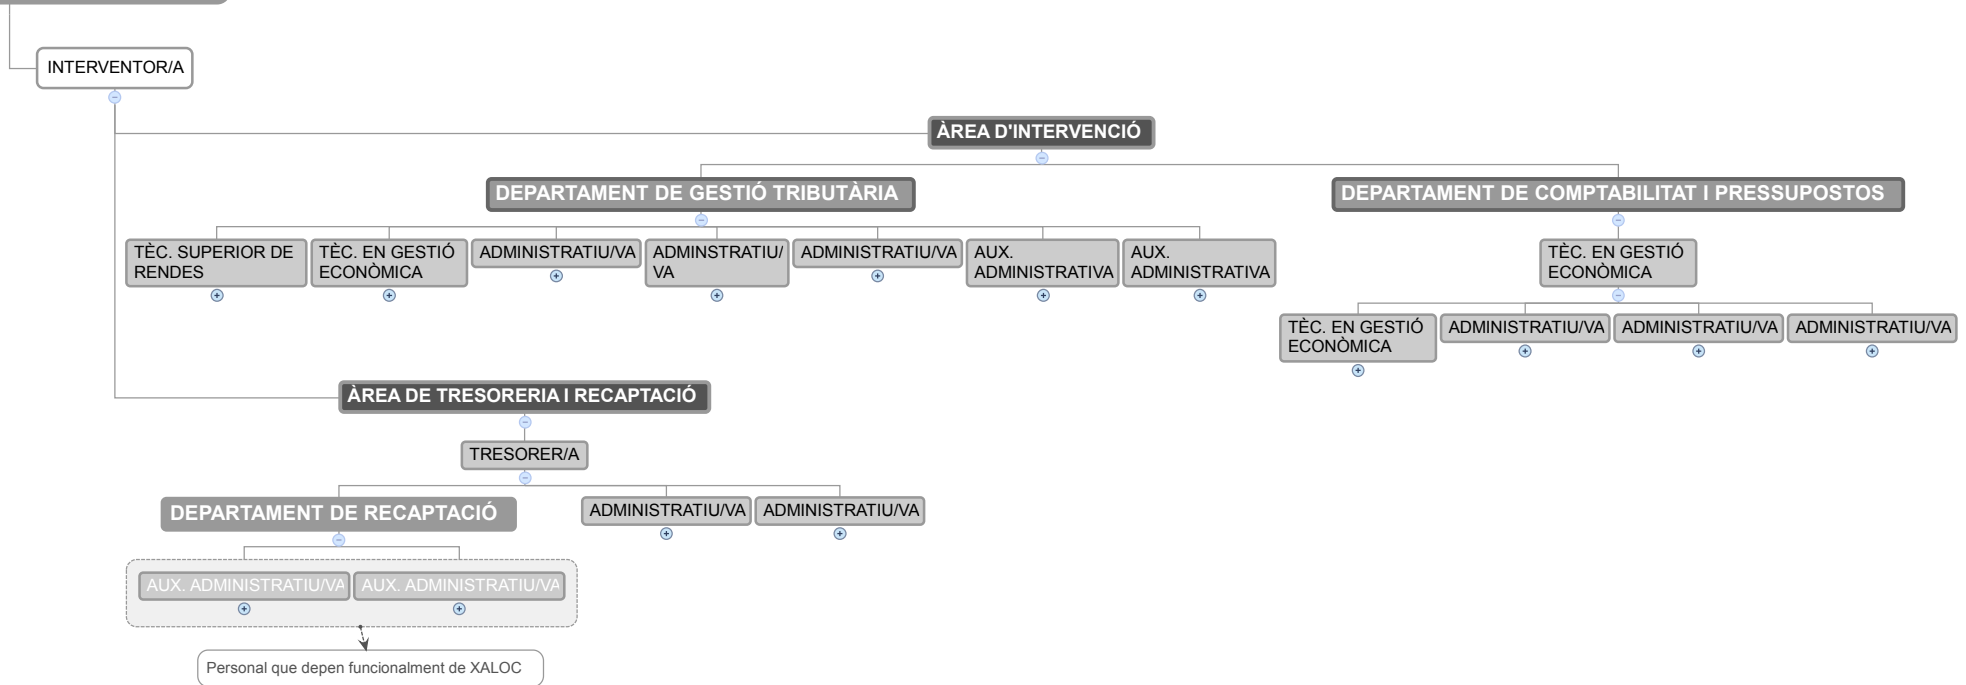 INTERVENTOR/A
ÀREA D'INTERVENCIÓ
DEPARTAMENT DE GESTIÓ TRIBUTÀRIA
DEPARTAMENT DE COMPTABILITAT I PRESSUPOSTOS
TÈC. SUPERIOR DE
RENDES
TÈC. EN GESTIÓ
ECONÒMICA
ADMINISTRATIU/VA
ADMINSTRATIU/
VA
ADMINISTRATIU/VA
AUX.
ADMINISTRATIVA
AUX.
ADMINISTRATIVA
TÈC. EN GESTIÓ
ECONÒMICA
TÈC. EN GESTIÓ
ECONÒMICA
ADMINISTRATIU/VA
ADMINISTRATIU/VA
ADMINISTRATIU/VA
ÀREA DE TRESORERIA I RECAPTACIÓ
TRESORER/A
DEPARTAMENT DE RECAPTACIÓ
ADMINISTRATIU/VA
ADMINISTRATIU/VA
AUX. ADMINISTRATIU/VA
AUX. ADMINISTRATIU/VA
Personal que depen funcionalment de XALOC